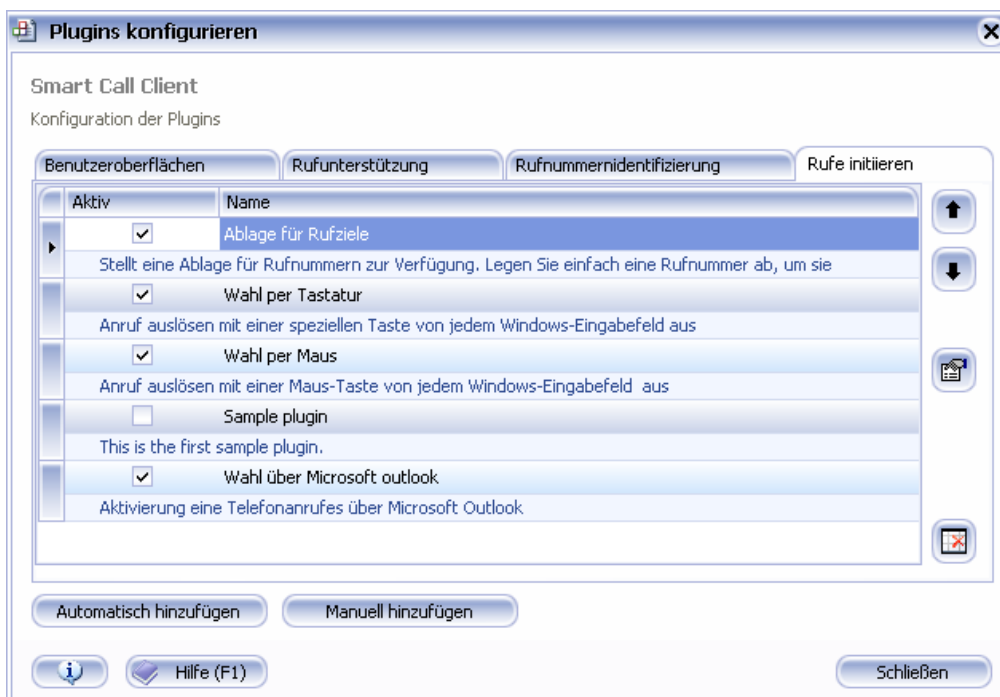 Plugins konfigurieren
Smart Call Client
Konfiguration der Plugins
Benutzeroberflächen Rufunterstützung Rufnummernidentifizierung Rufe initiieren
Aktiv Name
Ablage für Rufziele
Stellt eine Ablage für Rufnummern zur Verfügung. Legen Sie einfach eine Rufnummer ab, um sie
Wahl per Tastatur
Anruf auslösen mit einer speziellen Taste von jedem Windows-Eingabefeld aus
Wahl per Maus
Anruf auslösen mit einer Maus-Taste von jedem Windows-Eingabefeld aus
Sample plugin
This is the first sample plugin.
Wahl über Microsoft outlook
Aktivierung eine Telefonanrufes über Microsoft Outlook
Automatisch hinzufügen Manuell hinzufügen
Hilfe (F1) Schließen